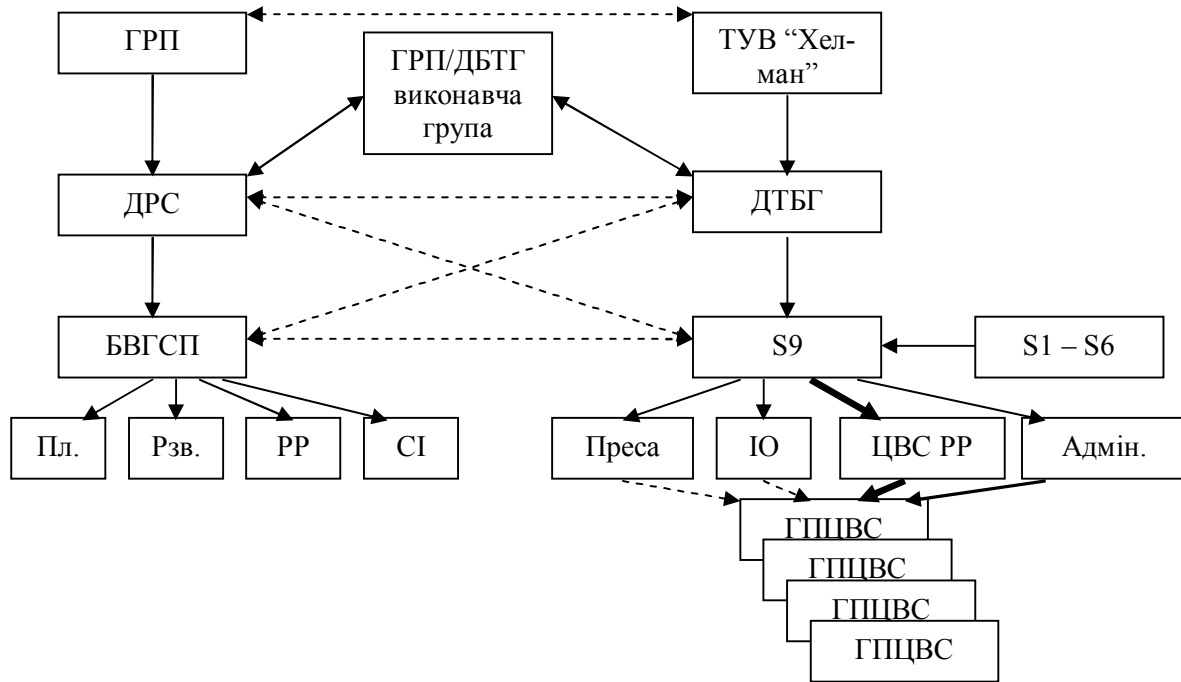 ГРП
ТУВ “Хел-
ман”
ГРП/ДБТГ
виконавча
група
ДРС
ДТБГ
БВГСП
S9
S1 – S6
Пл.
Рзв.
РР
СІ
Преса
ІО
ЦВС РР
Адмін.
ГПЦВС
ГПЦВС
ГПЦВС
ГПЦВС